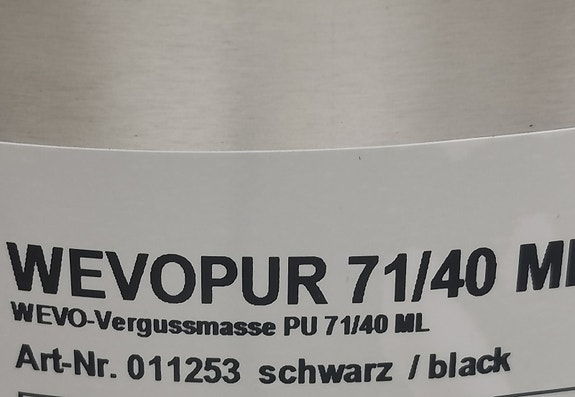 WEVOPUR 71/40 ML
WEVO-Vergussmasse PU 71/40 ML
Art-Nr. 011253 schwarz / black